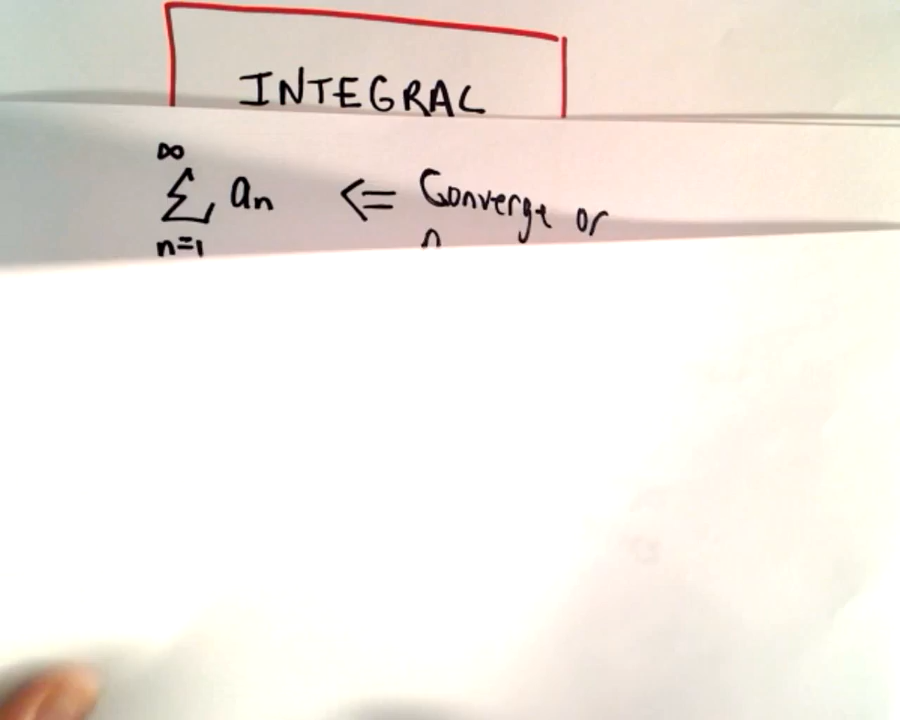 INTEGRAL
∞
Σ an <= Converge or
n=1